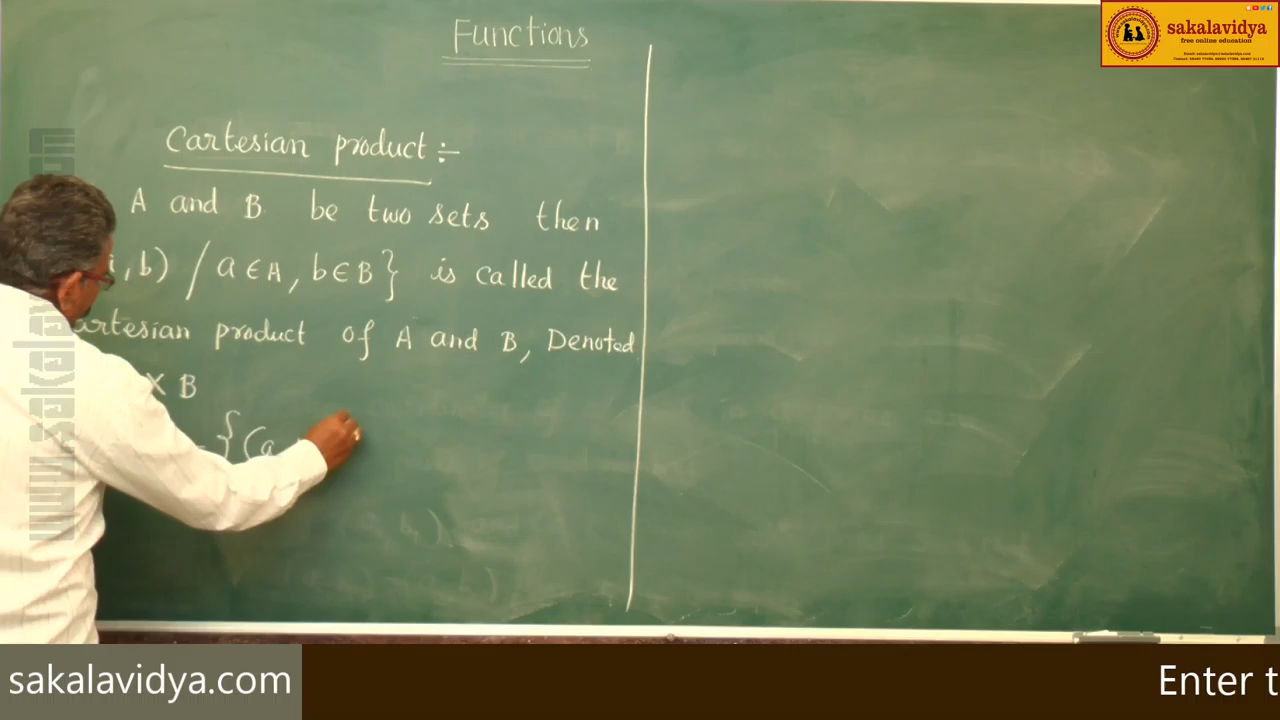 Functions
sakalavidya
free online education
Cartesian product :-
A and B be two sets then
, b) / a ∈ A, b ∈ B} is called the
artesian product of A and B, Denoted
X B
{(a
sakalavidya.com
Enter t